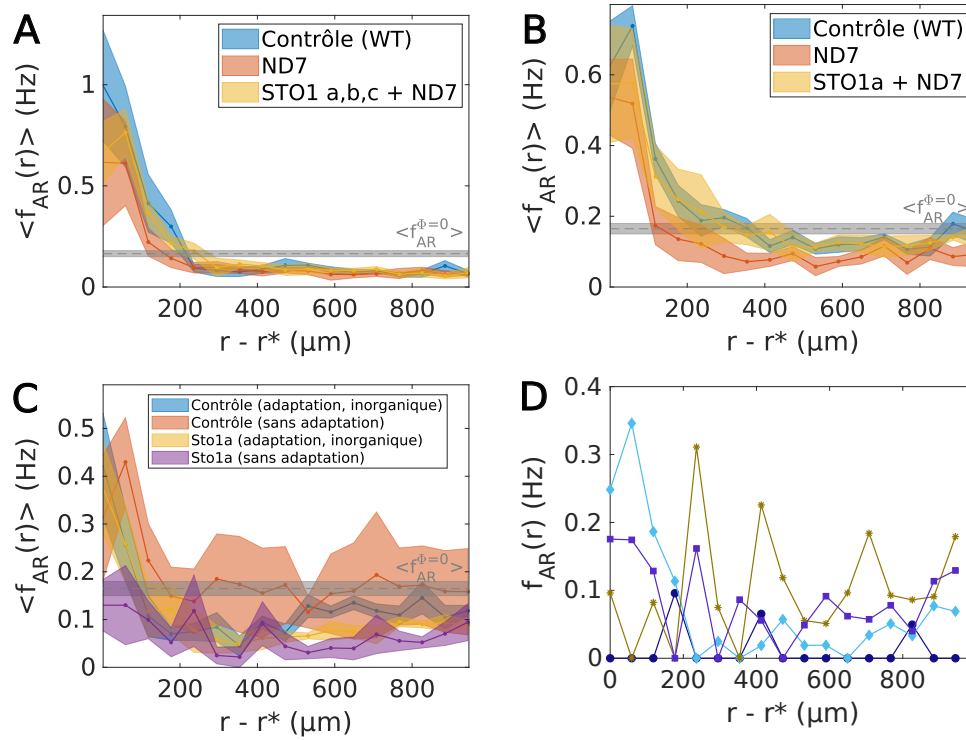 A
Contrôle (WT)
ND7
STO1 a,b,c + ND7
<f_AR(r)> (Hz)
1
0.5
0
<f_AR^Φ=0>
200 400 600 800
r - r* (μm)
B
Contrôle (WT)
ND7
STO1a + ND7
<f_AR(r)> (Hz)
0.6
0.4
0.2
0
<f_AR^Φ=0>
200 400 600 800
r - r* (μm)
C
Contrôle (adaptation, inorganique)
Contrôle (sans adaptation)
Sto1a (adaptation, inorganique)
Sto1a (sans adaptation)
<f_AR(r)> (Hz)
0.5
0.4
0.3
0.2
0.1
0
<f_AR^Φ=0>
200 400 600 800
r - r* (μm)
D
f_AR(r) (Hz)
0.4
0.3
0.2
0.1
0
0 200 400 600 800
r - r* (μm)